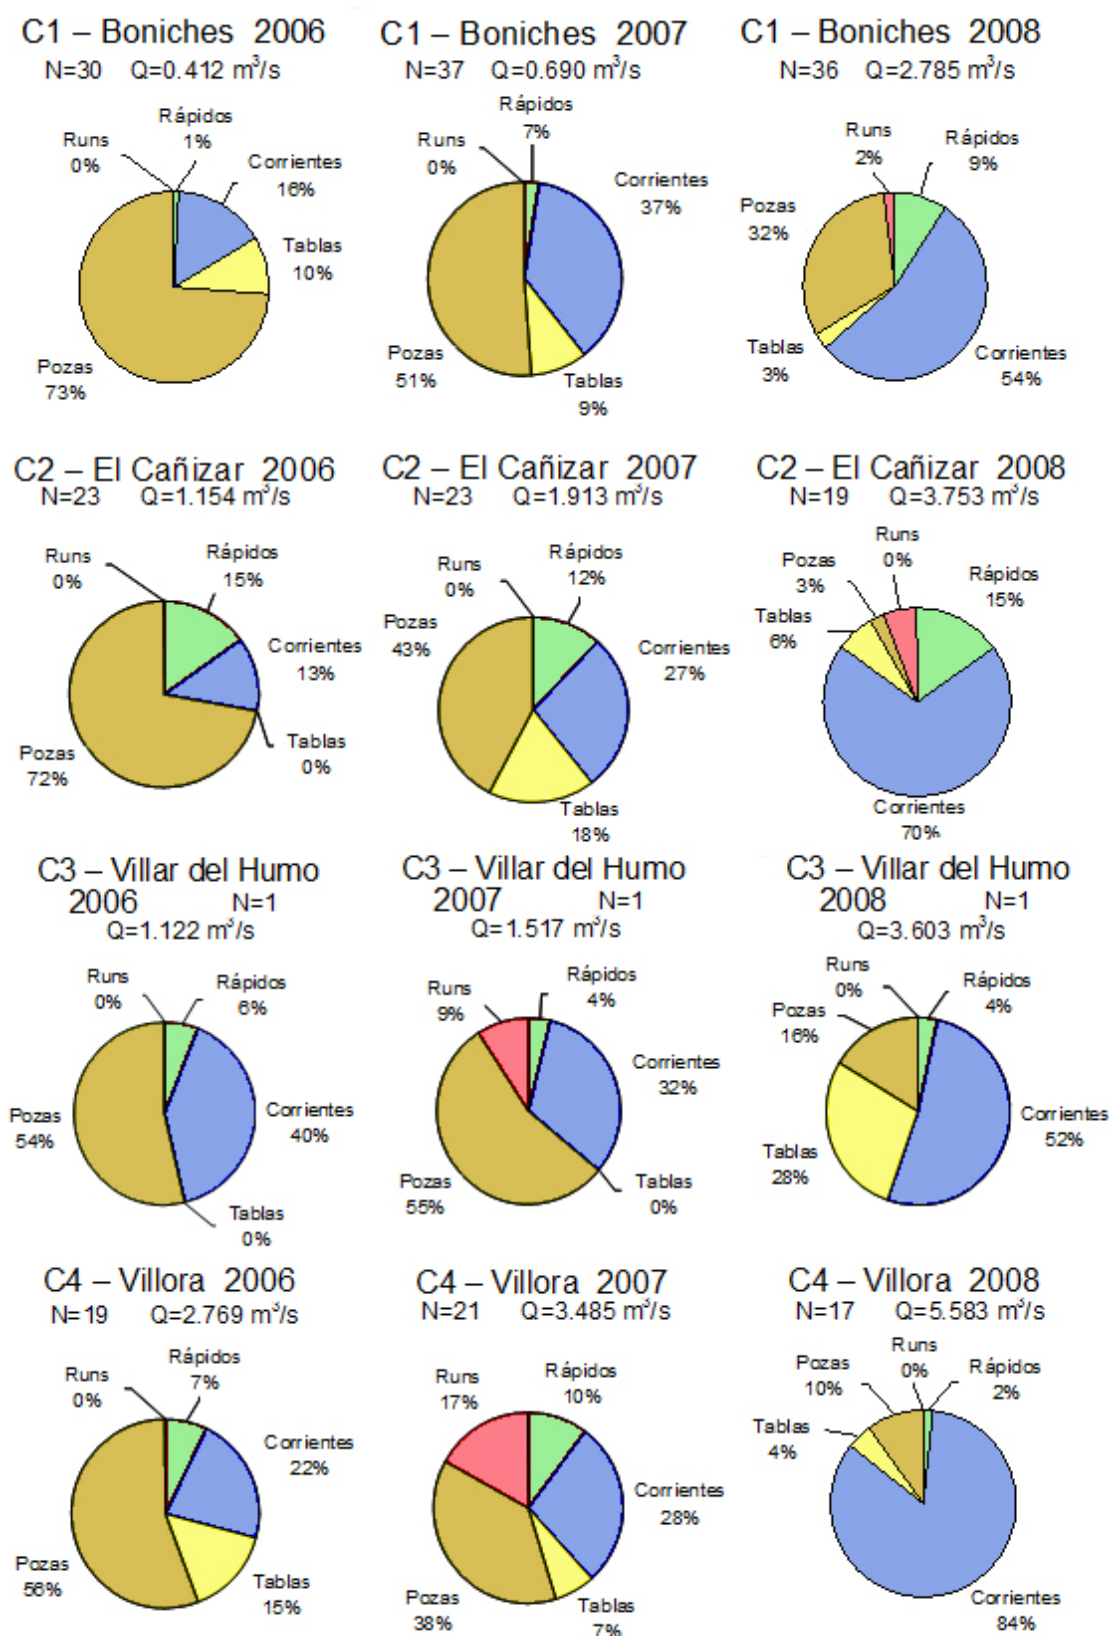 C1 – Boniches 2006
N=30 Q=0.412 m³/s
Rápidos
1%
Runs
0%
Corrientes
16%
Tablas
10%
Pozas
73%
C1 – Boniches 2007
N=37 Q=0.690 m³/s
Rápidos
7%
Runs
0%
Corrientes
37%
Pozas
51%
Tablas
9%
C1 – Boniches 2008
N=36 Q=2.785 m³/s
Runs
2%
Rápidos
9%
Pozas
32%
Tablas
3%
Corrientes
54%
C2 – El Cañizar 2006
N=23 Q=1.154 m³/s
Runs
0%
Rápidos
15%
Corrientes
13%
Tablas
0%
Pozas
72%
C2 – El Cañizar 2007
N=23 Q=1.913 m³/s
Runs
0%
Rápidos
12%
Pozas
43%
Corrientes
27%
Tablas
18%
C2 – El Cañizar 2008
N=19 Q=3.753 m³/s
Runs
0%
Pozas
3%
Rápidos
15%
Tablas
6%
Corrientes
70%
C3 – Villar del Humo
2006 N=1
Q=1.122 m³/s
Runs
0%
Rápidos
6%
Pozas
54%
Corrientes
40%
Tablas
0%
C3 – Villar del Humo
2007 N=1
Q=1.517 m³/s
Runs
9%
Rápidos
4%
Corrientes
32%
Pozas
55%
Tablas
0%
C3 – Villar del Humo
2008 N=1
Q=3.603 m³/s
Runs
0%
Rápidos
4%
Pozas
16%
Corrientes
52%
Tablas
28%
C4 – Villora 2006
N=19 Q=2.769 m³/s
Runs
0%
Rápidos
7%
Corrientes
22%
Pozas
56%
Tablas
15%
C4 – Villora 2007
N=21 Q=3.485 m³/s
Runs
17%
Rápidos
10%
Corrientes
28%
Pozas
38%
Tablas
7%
C4 – Villora 2008
N=17 Q=5.583 m³/s
Runs
0%
Pozas
10%
Rápidos
2%
Tablas
4%
Corrientes
84%